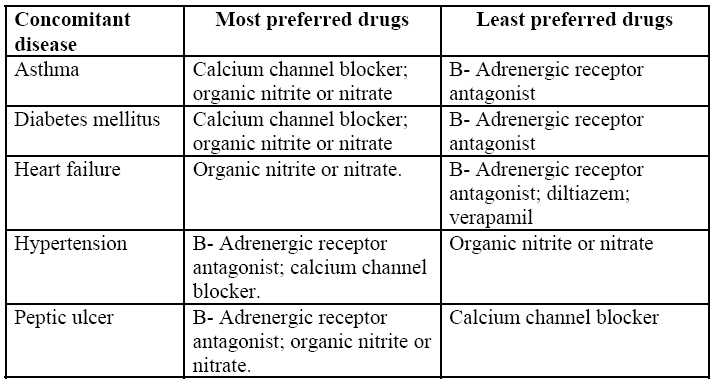 Concomitant disease
Most preferred drugs
Least preferred drugs
Asthma
Calcium channel blocker;
organic nitrite or nitrate
B- Adrenergic receptor
antagonist
Diabetes mellitus
Calcium channel blocker;
organic nitrite or nitrate
B- Adrenergic receptor
antagonist
Heart failure
Organic nitrite or nitrate.
B- Adrenergic receptor
antagonist; diltiazem;
verapamil
Hypertension
B- Adrenergic receptor
antagonist; calcium channel
blocker.
Organic nitrite or nitrate
Peptic ulcer
B- Adrenergic receptor
antagonist; organic nitrite or
nitrate.
Calcium channel blocker